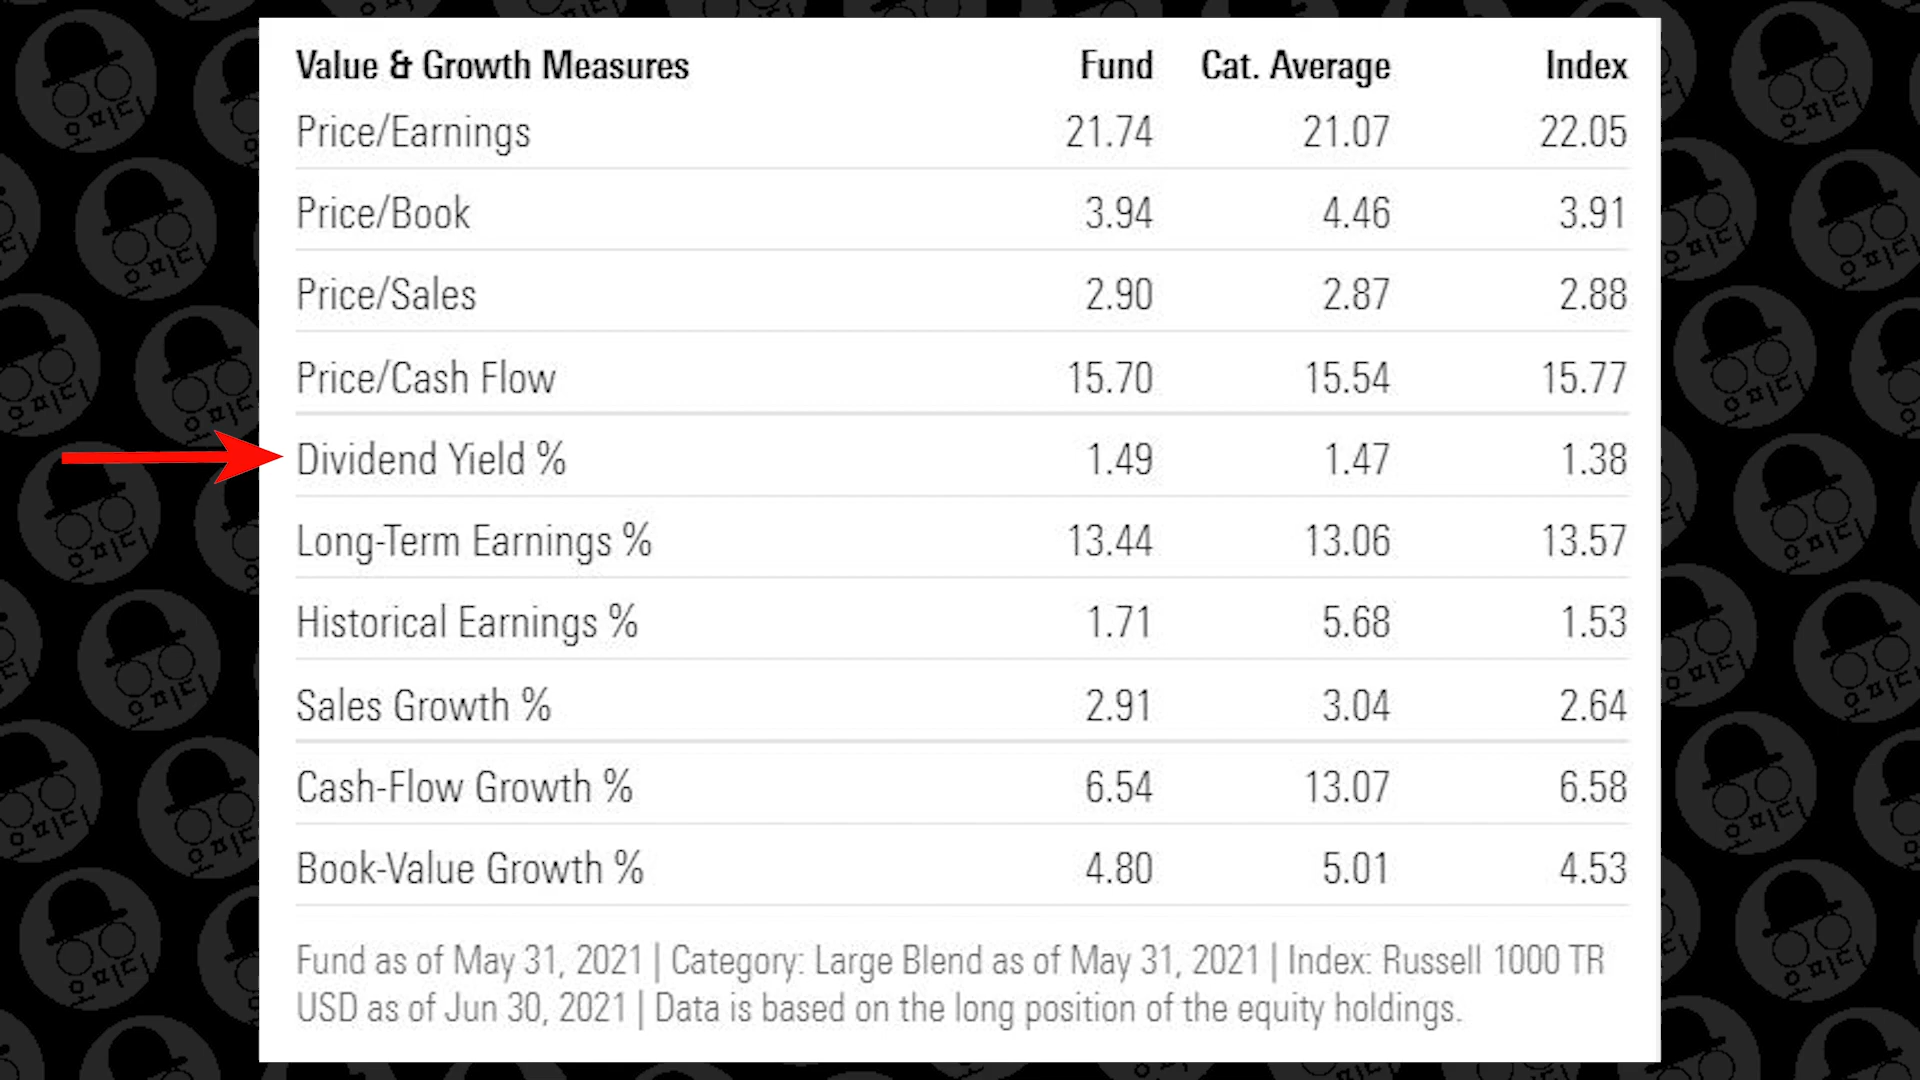 Value & Growth Measures Fund Cat. Average Index
Price/Earnings 21.74 21.07 22.05
Price/Book 3.94 4.46 3.91
Price/Sales 2.90 2.87 2.88
Price/Cash Flow 15.70 15.54 15.77
Dividend Yield % 1.49 1.47 1.38
Long-Term Earnings % 13.44 13.06 13.57
Historical Earnings % 1.71 5.68 1.53
Sales Growth % 2.91 3.04 2.64
Cash-Flow Growth % 6.54 13.07 6.58
Book-Value Growth % 4.80 5.01 4.53
Fund as of May 31, 2021 | Category: Large Blend as of May 31, 2021 | Index: Russell 1000 TR
USD as of Jun 30, 2021 | Data is based on the long position of the equity holdings.
오피디